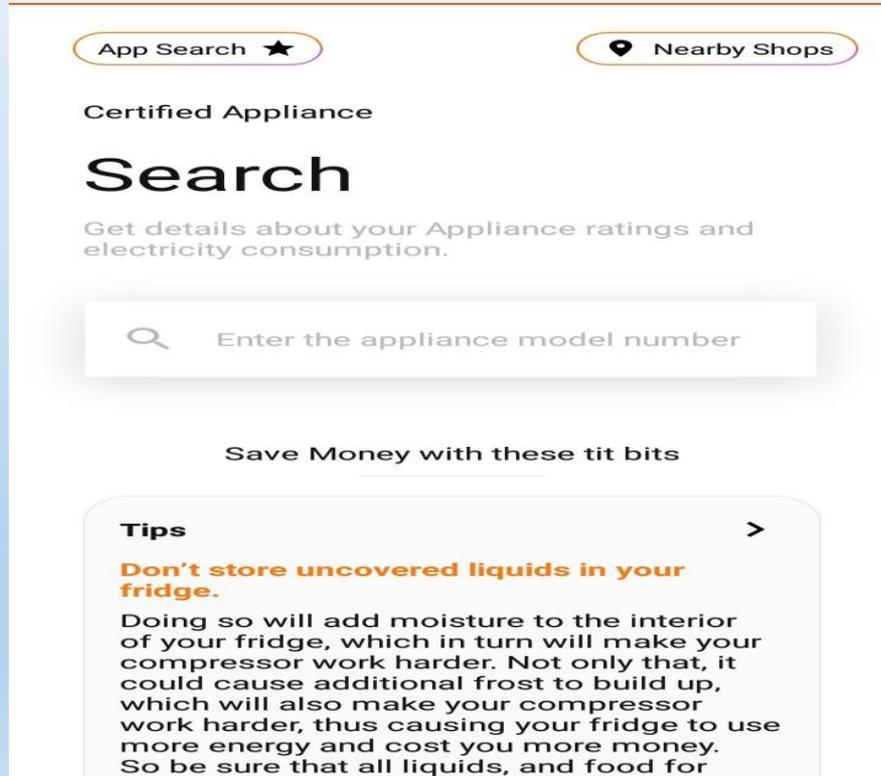 App Search
Nearby Shops
Certified Appliance
Search
Get details about your Appliance ratings and
electricity consumption.
Enter the appliance model number
Save Money with these tit bits
Tips
Don't store uncovered liquids in your
fridge.
Doing so will add moisture to the interior
of your fridge, which in turn will make your
compressor work harder. Not only that, it
could cause additional frost to build up,
which will also make your compressor
work harder, thus causing your fridge to use
more energy and cost you more money.
So be sure that all liquids, and food for